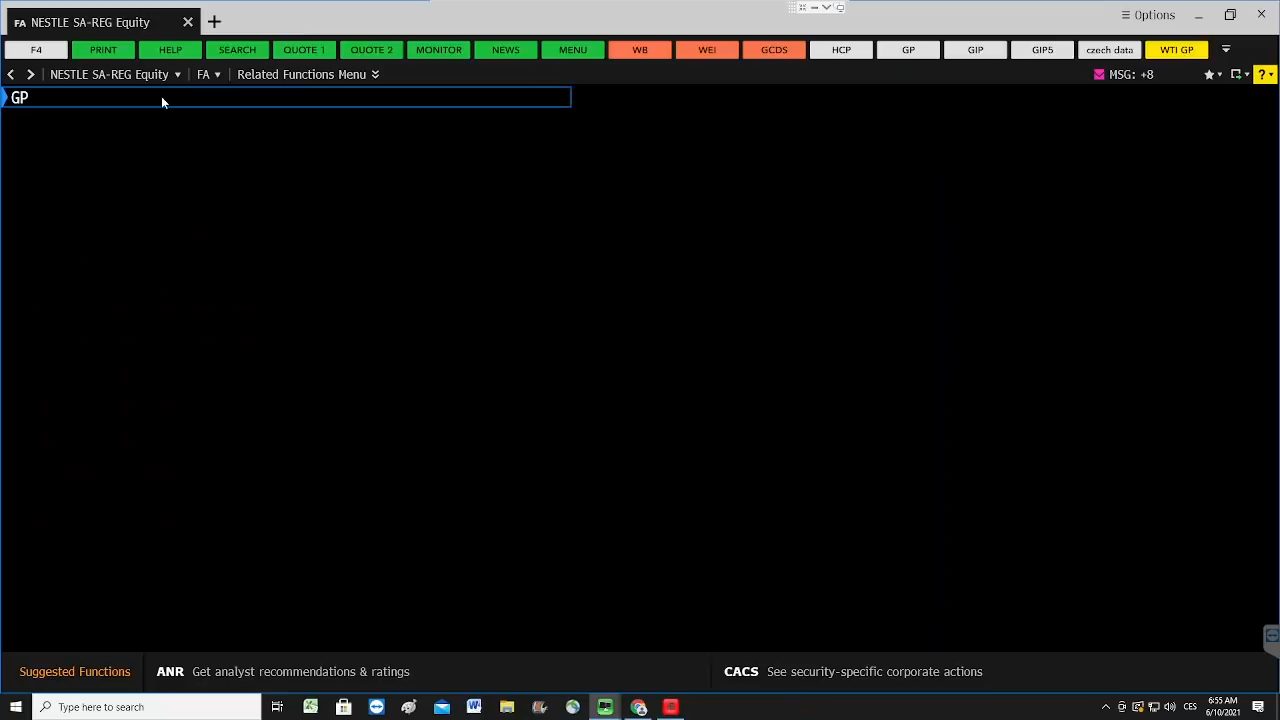 FA NESTLE SA-REG Equity
Options
F4 PRINT HELP SEARCH QUOTE 1 QUOTE 2 MONITOR NEWS MENU WB WEI GCDS HCP GP GIP GIP5 czech data WTI GP
NESTLE SA-REG Equity FA Related Functions Menu MSG: +8 ?
GP
Suggested Functions ANR Get analyst recommendations & ratings CACS See security-specific corporate actions
6:55 AM
Type here to search CES
6/10/2021